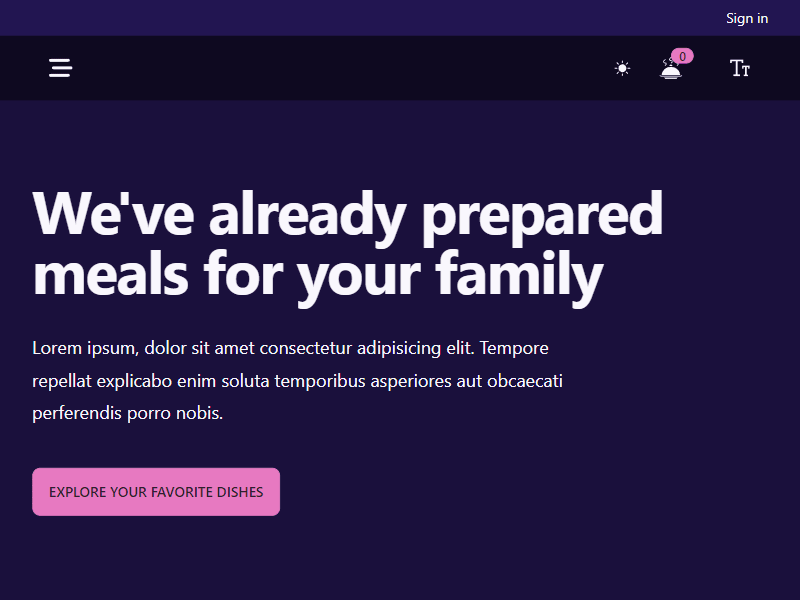 Sign in
0
Tт
We've already prepared
meals for your family
Lorem ipsum, dolor sit amet consectetur adipisicing elit. Tempore
repellat explicabo enim soluta temporibus asperiores aut obcaecati
perferendis porro nobis.
EXPLORE YOUR FAVORITE DISHES